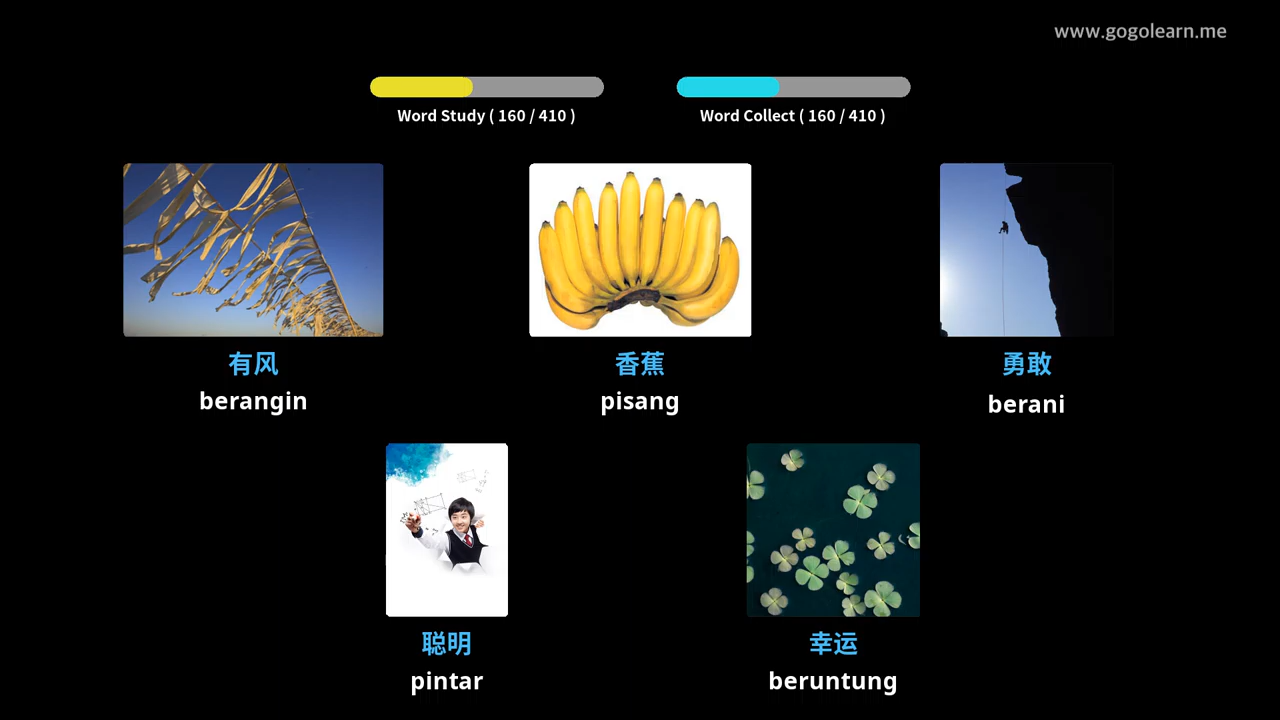 www.gogolearn.me
Word Study ( 160 / 410 )
Word Collect ( 160 / 410 )
有风
berangin
香蕉
pisang
勇敢
berani
聪明
pintar
幸运
beruntung